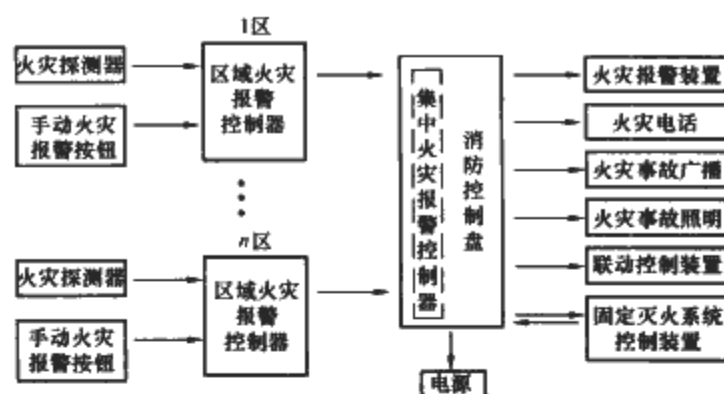 1区
火灾探测器
手动火灾
报警按钮
区域火灾
报警
控制器
n区
火灾探测器
手动火灾
报警按钮
区域火灾
报警
控制器
集中火灾报警控制器
消防控制盘
电源
火灾报警装置
火灾电话
火灾事故广播
火灾事故照明
联动控制装置
固定灭火系统
控制装置